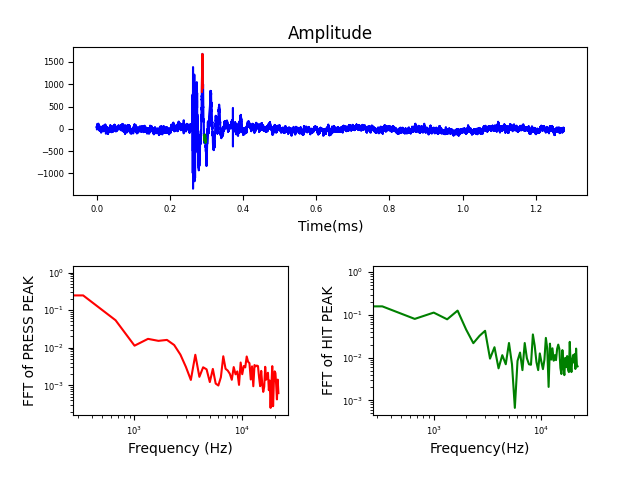 Amplitude
1500
1000
500
0
−500
−1000
0.0 0.2 0.4 0.6 0.8 1.0 1.2
Time(ms)
FFT of PRESS PEAK
10⁰
10⁻¹
10⁻²
10⁻³
10³ 10⁴
Frequency (Hz)
FFT of HIT PEAK
10⁰
10⁻¹
10⁻²
10⁻³
10³ 10⁴
Frequency(Hz)